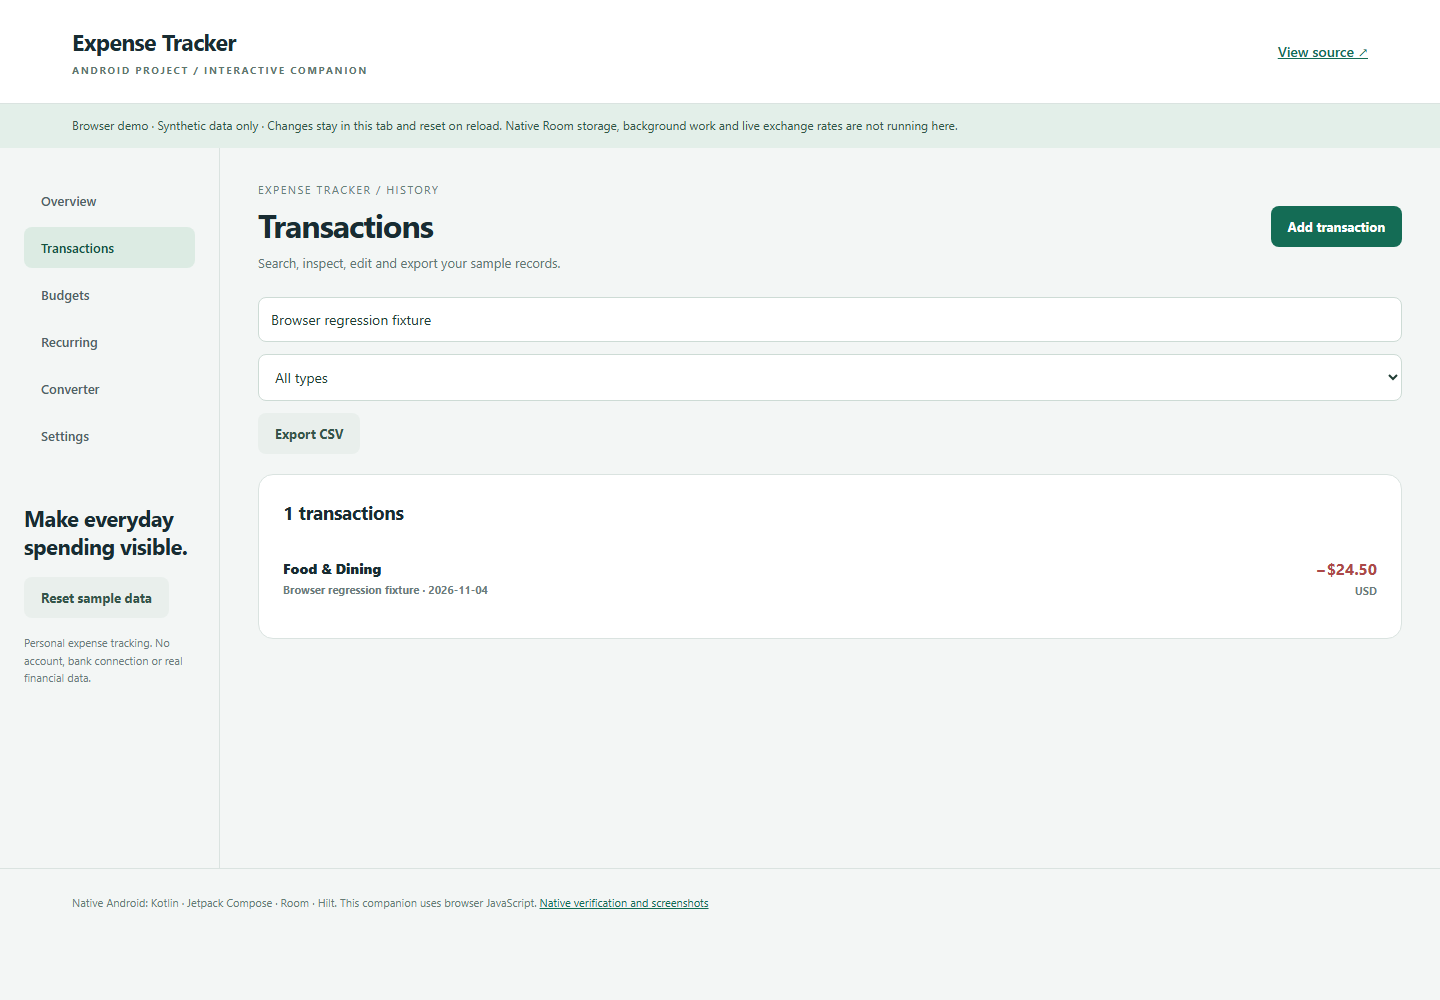 Expense Tracker
ANDROID PROJECT / INTERACTIVE COMPANION
View source ↗
Browser demo · Synthetic data only · Changes stay in this tab and reset on reload. Native Room storage, background work and live exchange rates are not running here.
Overview
Transactions
Budgets
Recurring
Converter
Settings
Make everyday
spending visible.
Reset sample data
Personal expense tracking. No
account, bank connection or real
financial data.
EXPENSE TRACKER / HISTORY
Transactions
Add transaction
Search, inspect, edit and export your sample records.
Browser regression fixture
All types
Export CSV
1 transactions
Food & Dining
−$24.50
Browser regression fixture · 2026-11-04
USD
Native Android: Kotlin · Jetpack Compose · Room · Hilt. This companion uses browser JavaScript. Native verification and screenshots